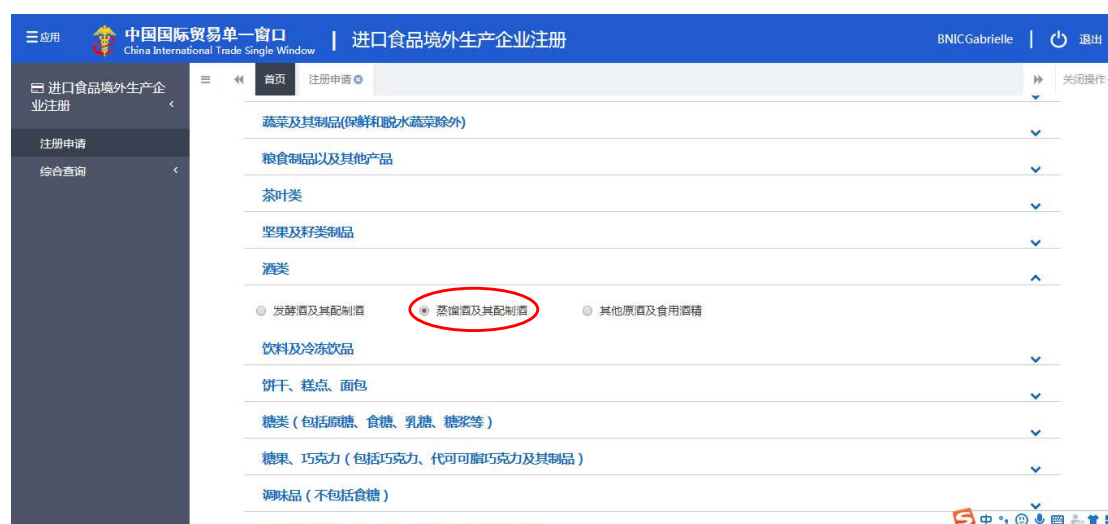 应用
中国国际贸易单一窗口
China International Trade Single Window
进口食品境外生产企业注册
BNICGabrielle
退出
进口食品境外生产企
业注册
注册申请
综合查询
首页
注册申请
关闭操作
蔬菜及其制品(保鲜和脱水蔬菜除外)
粮食制品以及其他产品
茶叶类
坚果及籽类制品
酒类
发酵酒及其配制酒
蒸馏酒及其配制酒
其他原酒及食用酒精
饮料及冷冻饮品
饼干、糕点、面包
糖类(包括原糖、食糖、乳糖、糖浆等)
糖果、巧克力(包括巧克力、代可可脂巧克力及其制品)
调味品(不包括食糖)
中